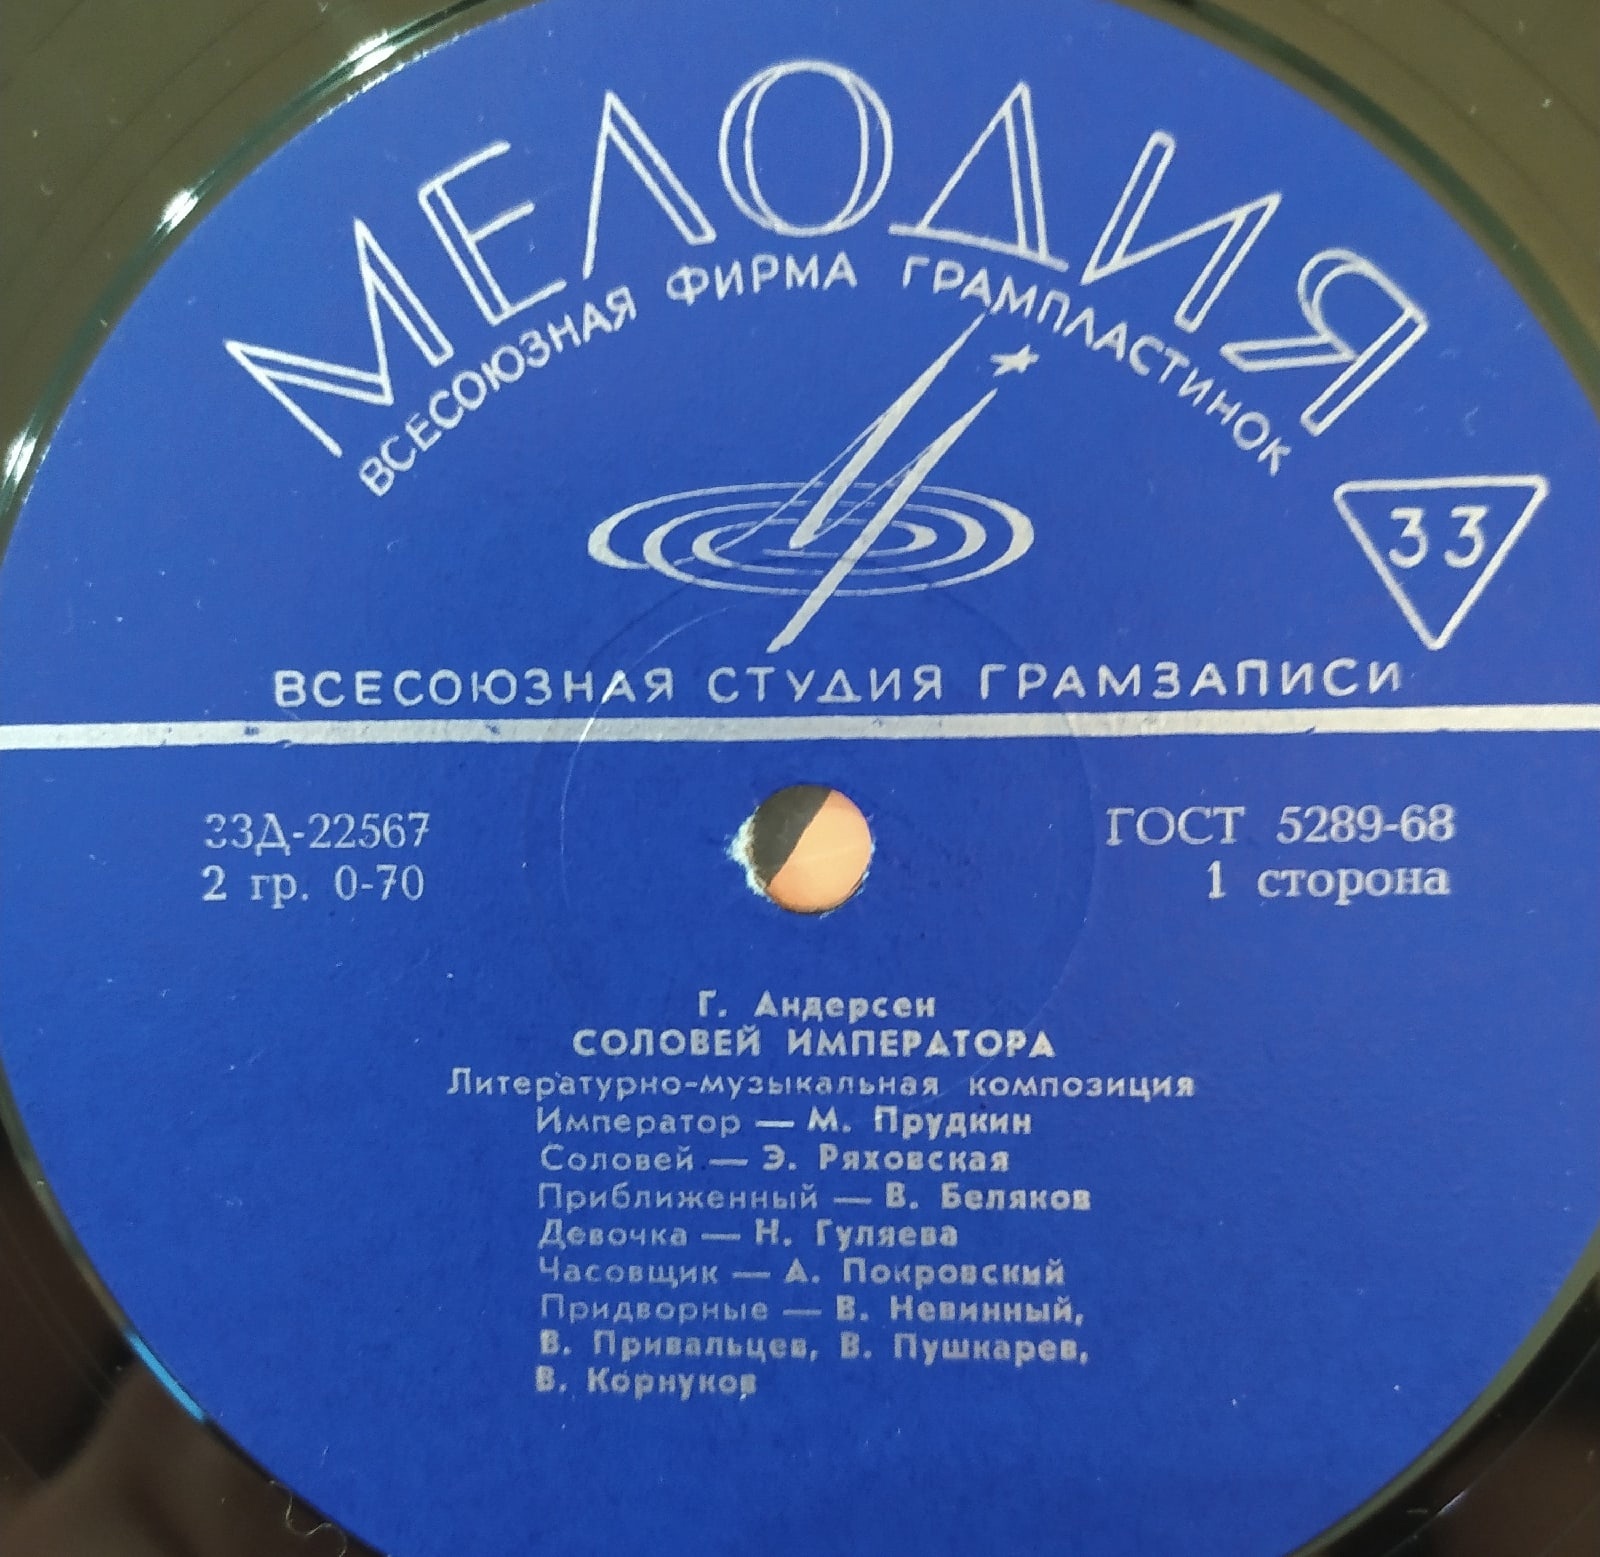 МЕЛОДИЯ
ВСЕСОЮЗНАЯ ФИРМА ГРАМПЛАСТИНОК
33
ВСЕСОЮЗНАЯ СТУДИЯ ГРАМЗАПИСИ
33Д-22567
ГОСТ 5289-68
2 гр. 0-70
1 сторона
Г. Андерсен
СОЛОВЕЙ ИМПЕРАТОРА
Литературно-музыкальная композиция
Император — М. Прудкин
Соловей — Э. Ряховская
Приближенный — В. Беляков
Девочка — Н. Гуляева
Часовщик — А. Покровский
Придворные — В. Невинный,
В. Привальцев, В. Пушкарев,
В. Корнуков